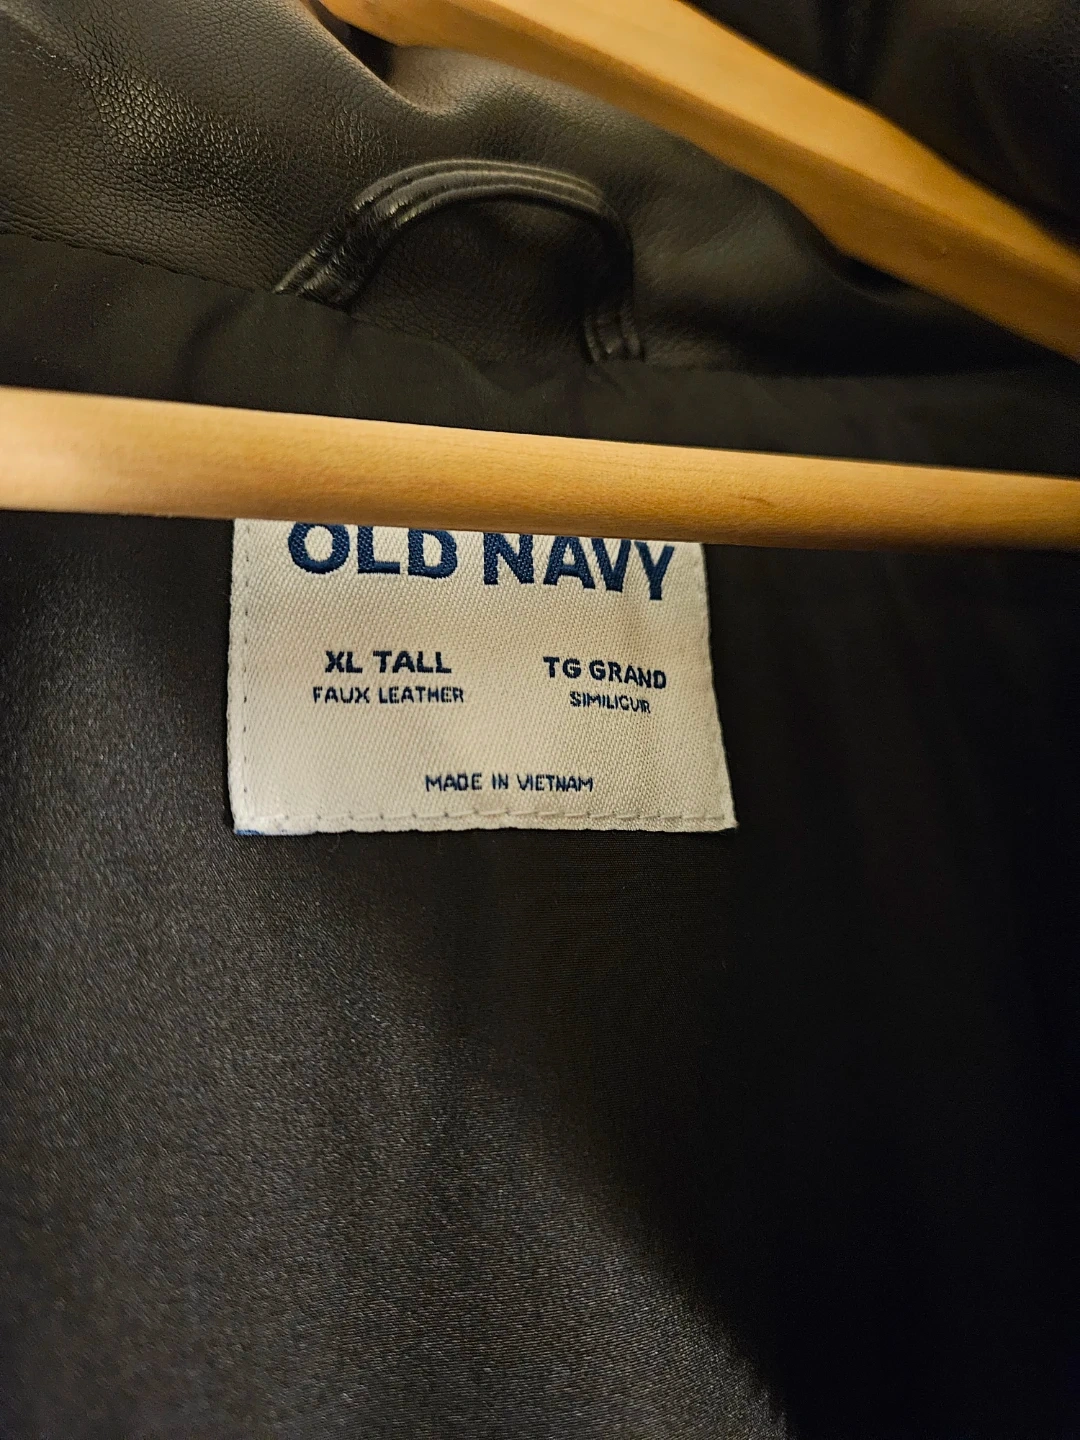 OLD NAVY
XL TALL
FAUX LEATHER
TG GRAND
SIMILICUIR
MADE IN VIETNAM